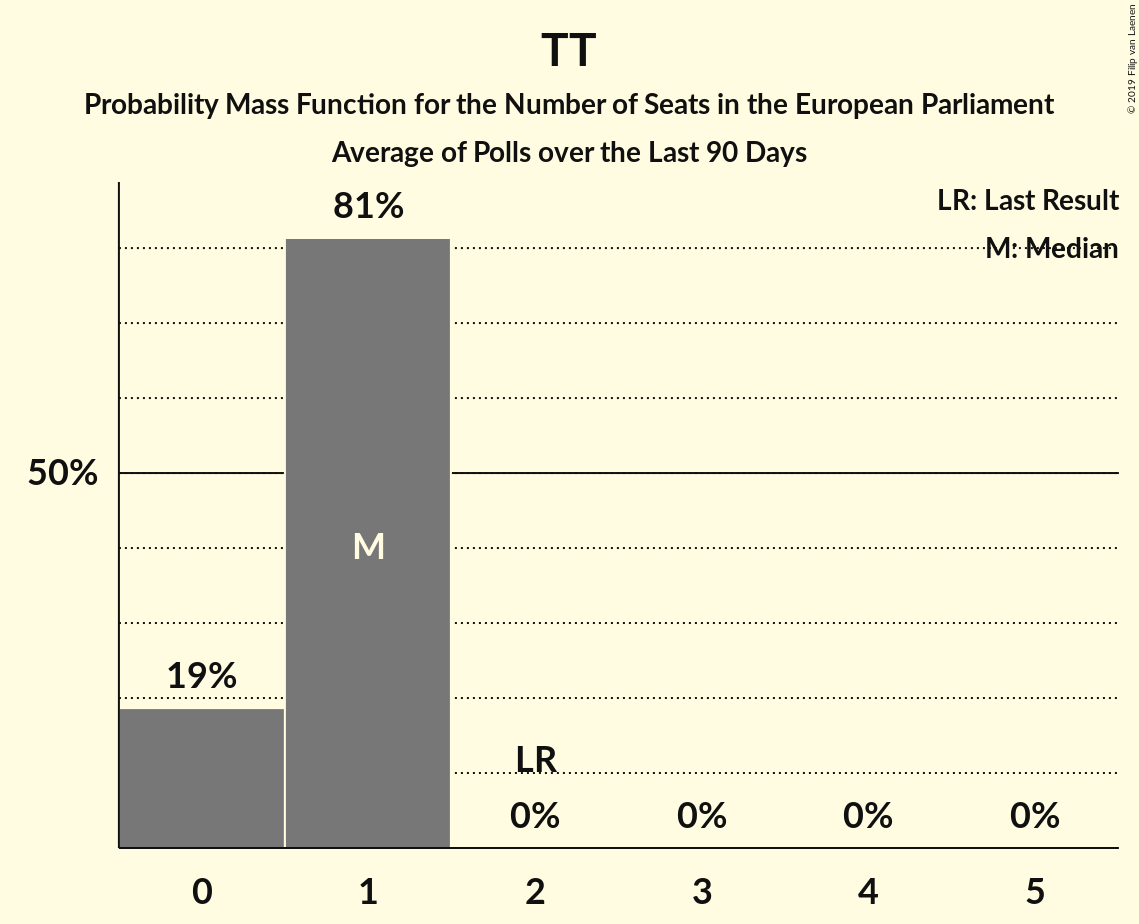 TT
Probability Mass Function for the Number of Seats in the European Parliament
Average of Polls over the Last 90 Days
© 2019 Filip van Laenen
LR: Last Result
M: Median
81%
50%
M
19%
LR
0% 0% 0% 0%
0 1 2 3 4 5